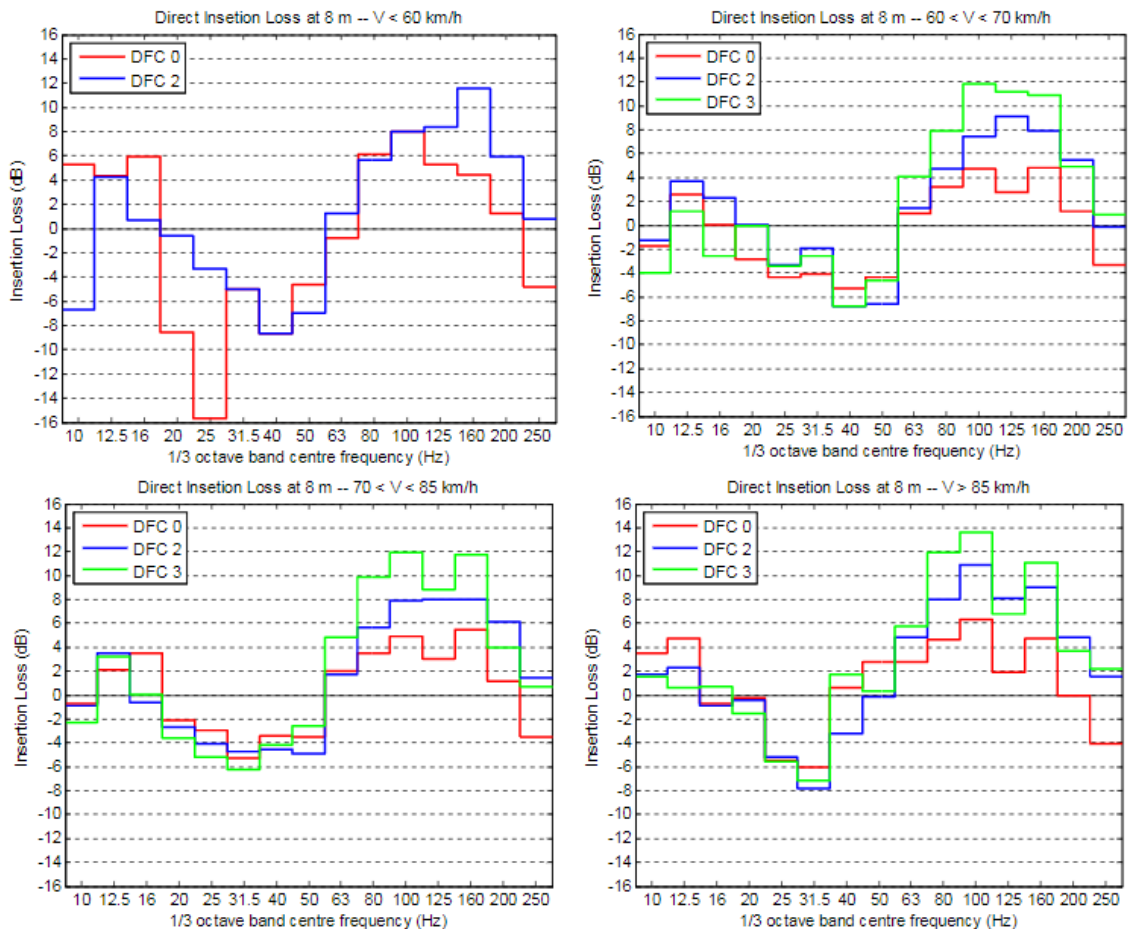 Direct Insetion Loss at 8 m -- V < 60 km/h
DFC 0
DFC 2
Insertion Loss (dB)
16
14
12
10
8
6
4
2
0
-2
-4
-6
-8
-10
-12
-14
-16
10 12.5 16 20 25 31.5 40 50 63 80 100 125 160 200 250
1/3 octave band centre frequency (Hz)
Direct Insetion Loss at 8 m -- 60 < V < 70 km/h
DFC 0
DFC 2
DFC 3
Insertion Loss (dB)
16
14
12
10
8
6
4
2
0
-2
-4
-6
-8
-10
-12
-14
-16
10 12.5 16 20 25 31.5 40 50 63 80 100 125 160 200 250
1/3 octave band centre frequency (Hz)
Direct Insetion Loss at 8 m -- 70 < V < 85 km/h
DFC 0
DFC 2
DFC 3
Insertion Loss (dB)
16
14
12
10
8
6
4
2
0
-2
-4
-6
-8
-10
-12
-14
-16
10 12.5 16 20 25 31.5 40 50 63 80 100 125 160 200 250
1/3 octave band centre frequency (Hz)
Direct Insetion Loss at 8 m -- V > 85 km/h
DFC 0
DFC 2
DFC 3
Insertion Loss (dB)
16
14
12
10
8
6
4
2
0
-2
-4
-6
-8
-10
-12
-14
-16
10 12.5 16 20 25 31.5 40 50 63 80 100 125 160 200 250
1/3 octave band centre frequency (Hz)